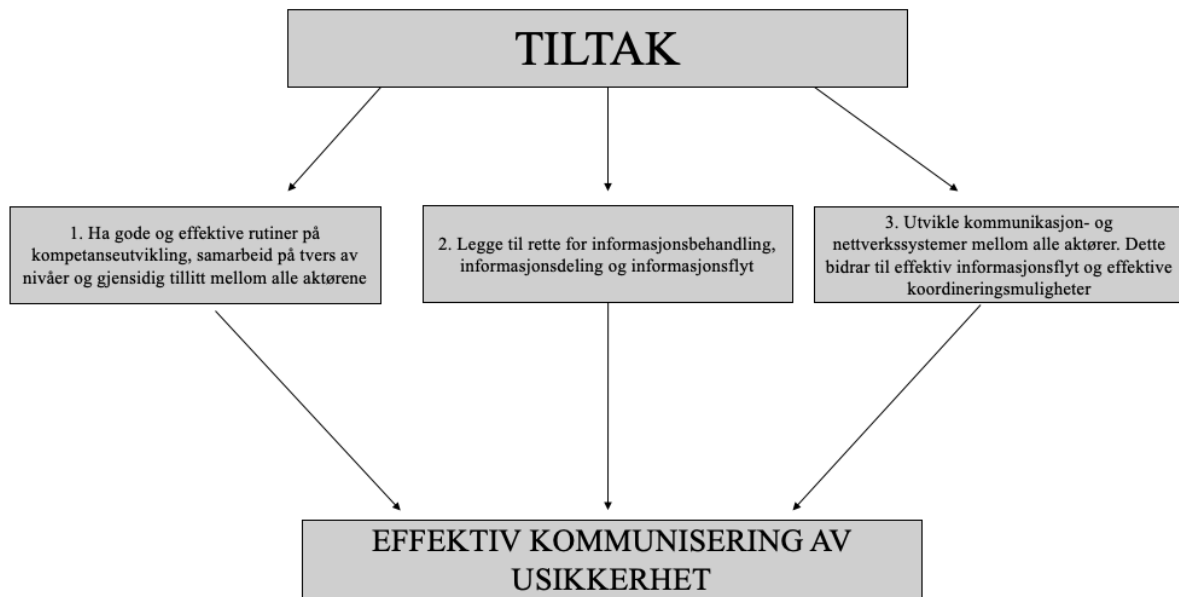 TILTAK
1. Ha gode og effektive rutiner på
kompetanseutvikling, samarbeid på tvers av
nivåer og gjensidig tillitt mellom alle aktørene
2. Legge til rette for informasjonsbehandling,
informasjonsdeling og informasjonsflyt
3. Utvikle kommunikasjon- og
nettverkssystemer mellom alle aktører. Dette
bidrar til effektiv informasjonsflyt og effektive
koordineringsmuligheter
EFFEKTIV KOMMUNISERING AV
USIKKERHET